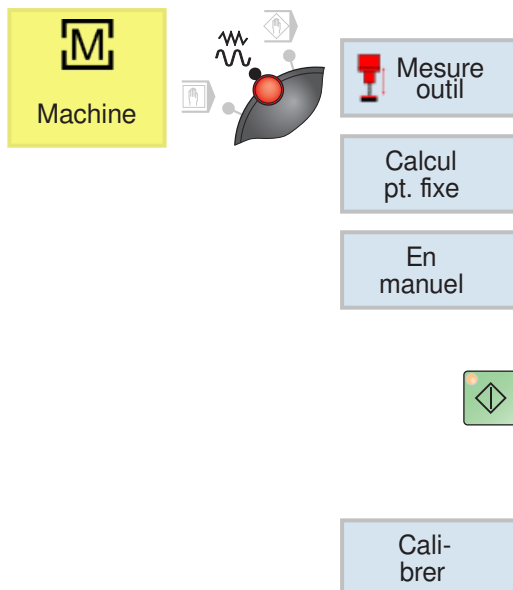 M
Machine
Mesure
outil
Calcul
pt. fixe
En
manuel
Cali-
brer